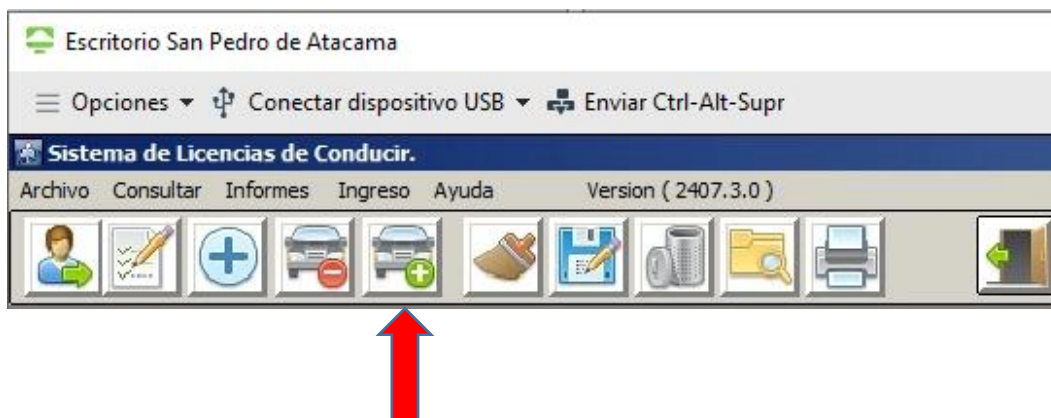 Escritorio San Pedro de Atacama
Opciones Conectar dispositivo USB Enviar Ctrl-Alt-Supr
Sistema de Licencias de Conducir.
Archivo Consultar Informes Ingreso Ayuda Version ( 2407.3.0 )